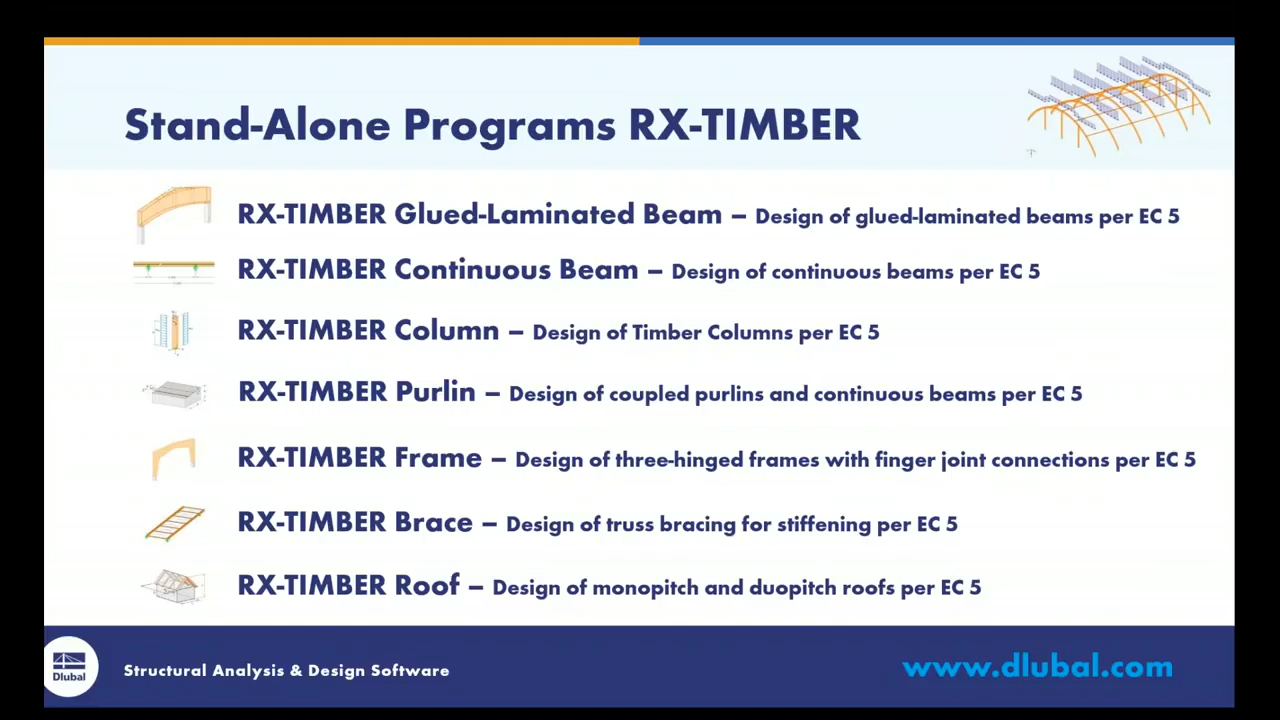 Stand-Alone Programs RX-TIMBER
RX-TIMBER Glued-Laminated Beam – Design of glued-laminated beams per EC 5
RX-TIMBER Continuous Beam – Design of continuous beams per EC 5
RX-TIMBER Column – Design of Timber Columns per EC 5
RX-TIMBER Purlin – Design of coupled purlins and continuous beams per EC 5
RX-TIMBER Frame – Design of three-hinged frames with finger joint connections per EC 5
RX-TIMBER Brace – Design of truss bracing for stiffening per EC 5
RX-TIMBER Roof – Design of monopitch and duopitch roofs per EC 5
Dlubal
Structural Analysis & Design Software
www.dlubal.com